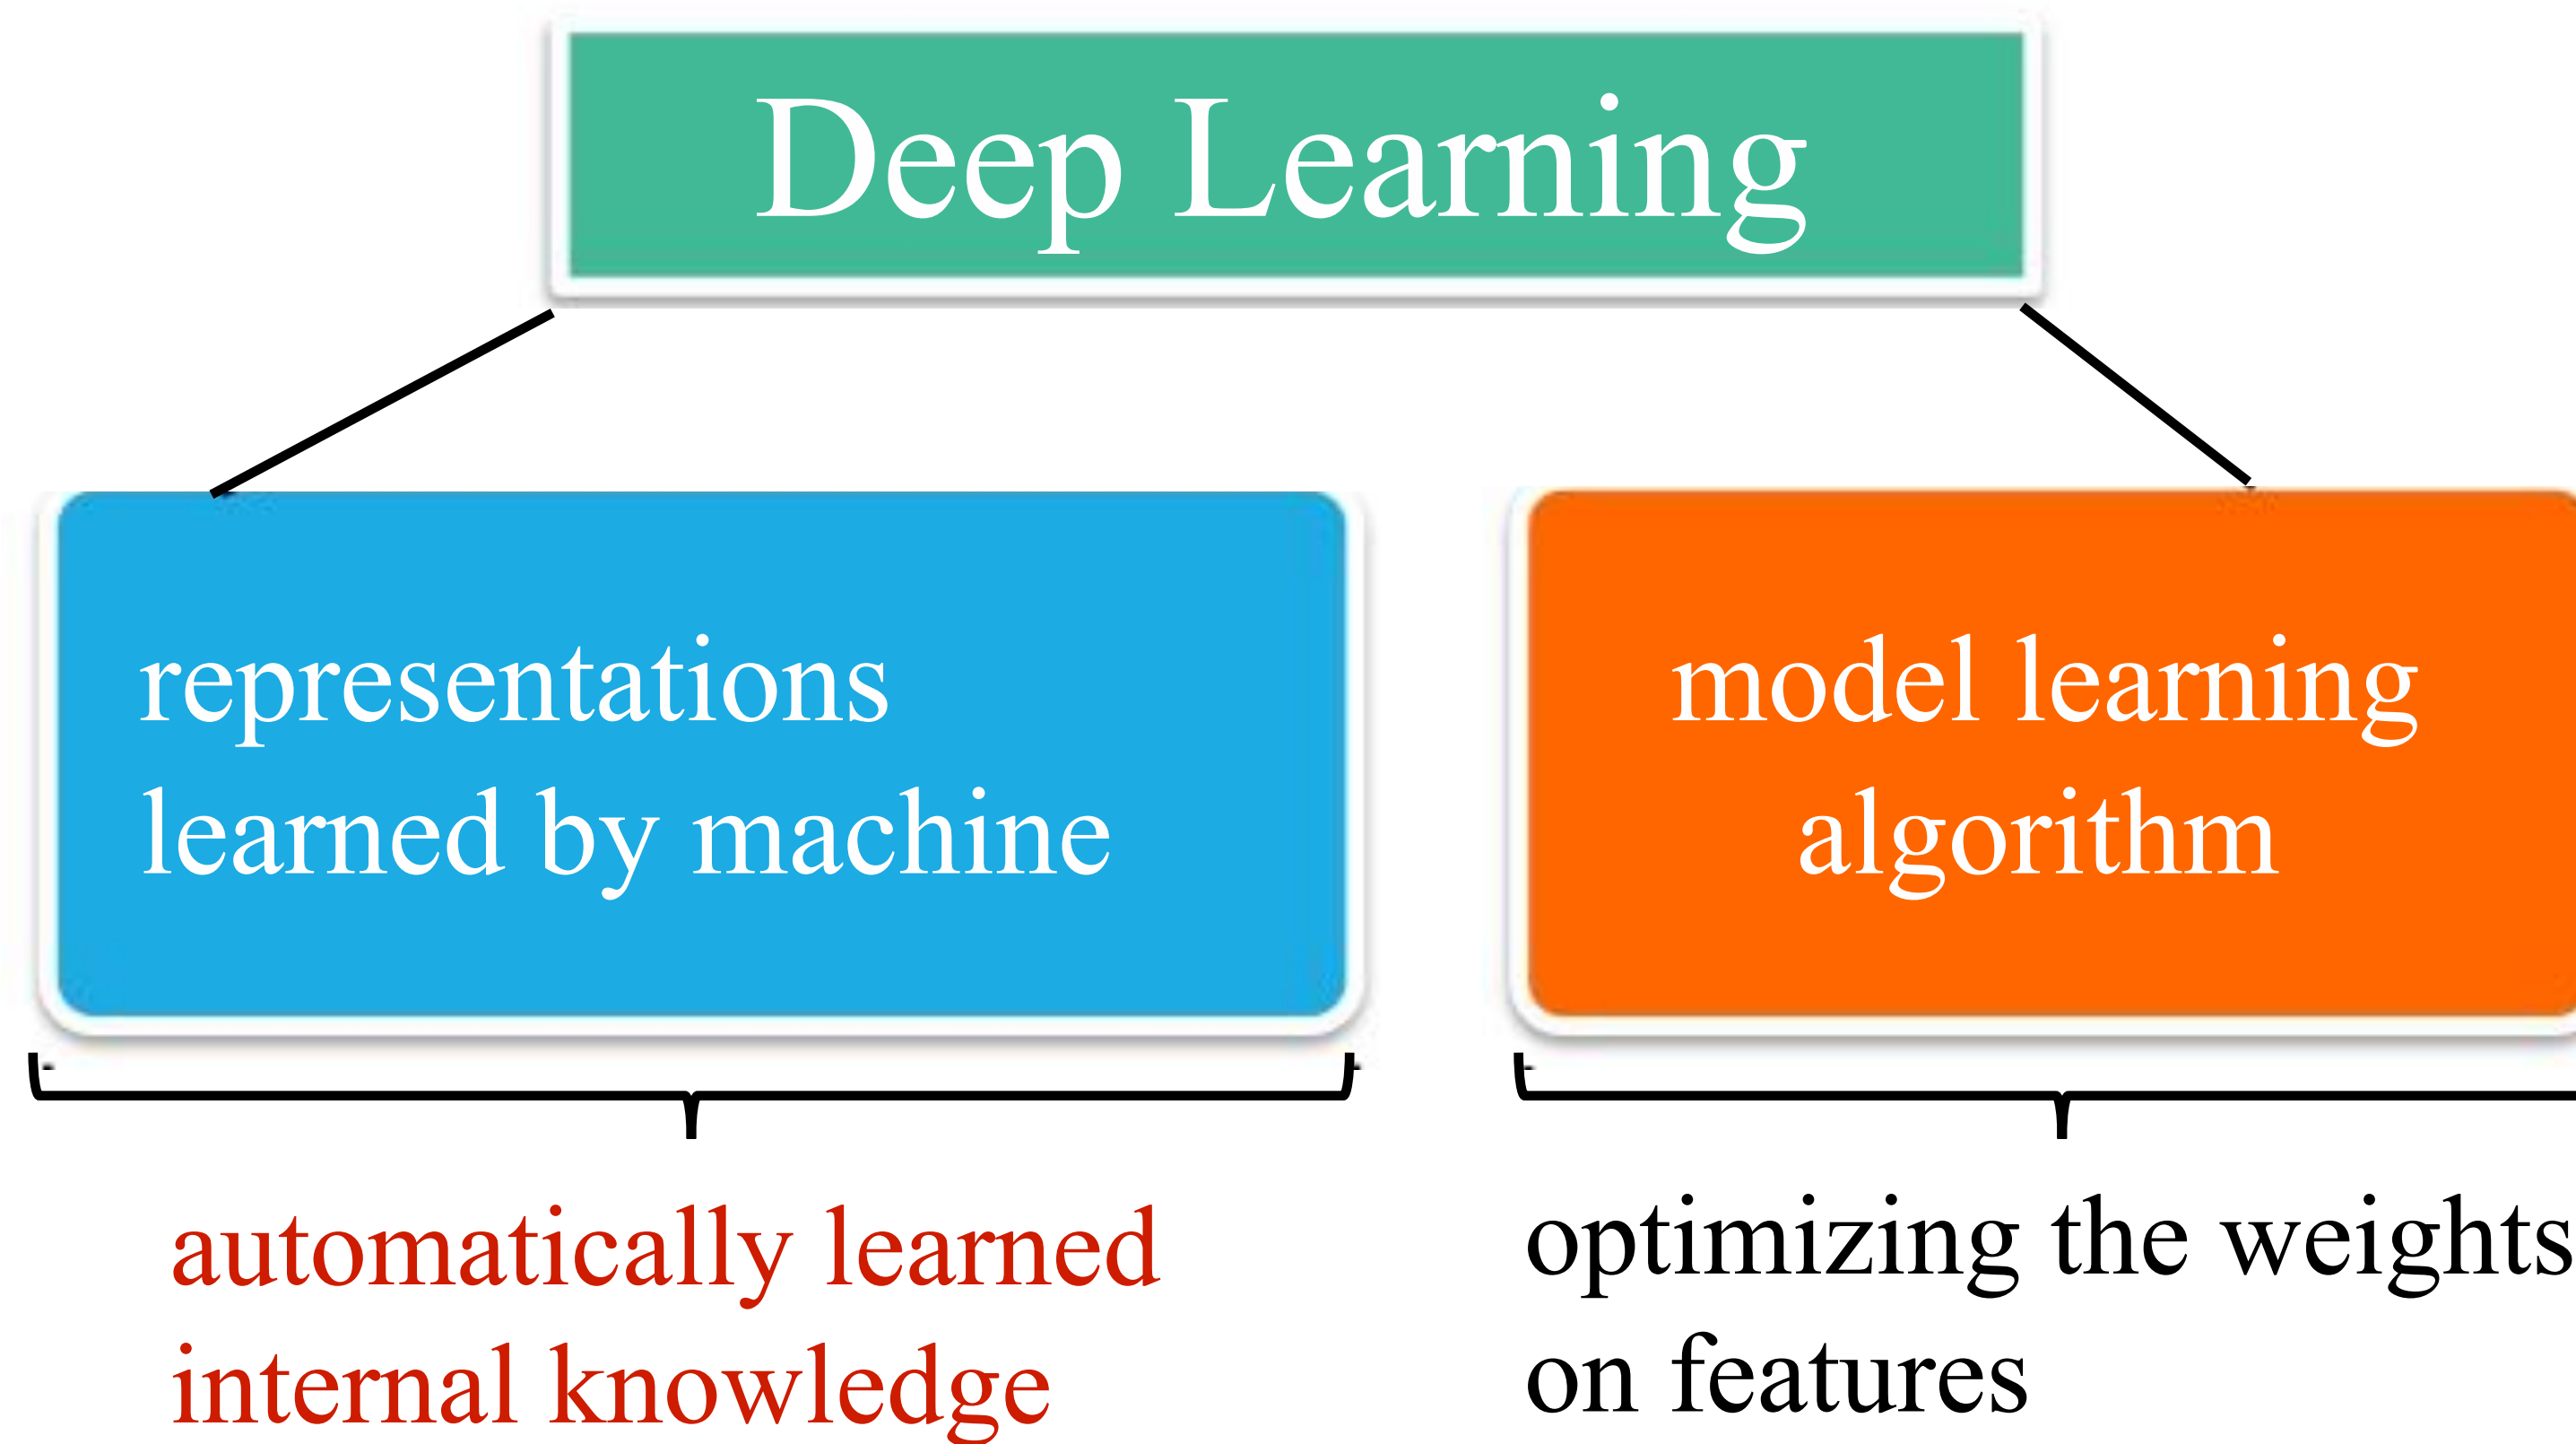 Deep Learning
representations
learned by machine
model learning
algorithm
automatically learned
internal knowledge
optimizing the weights
on features